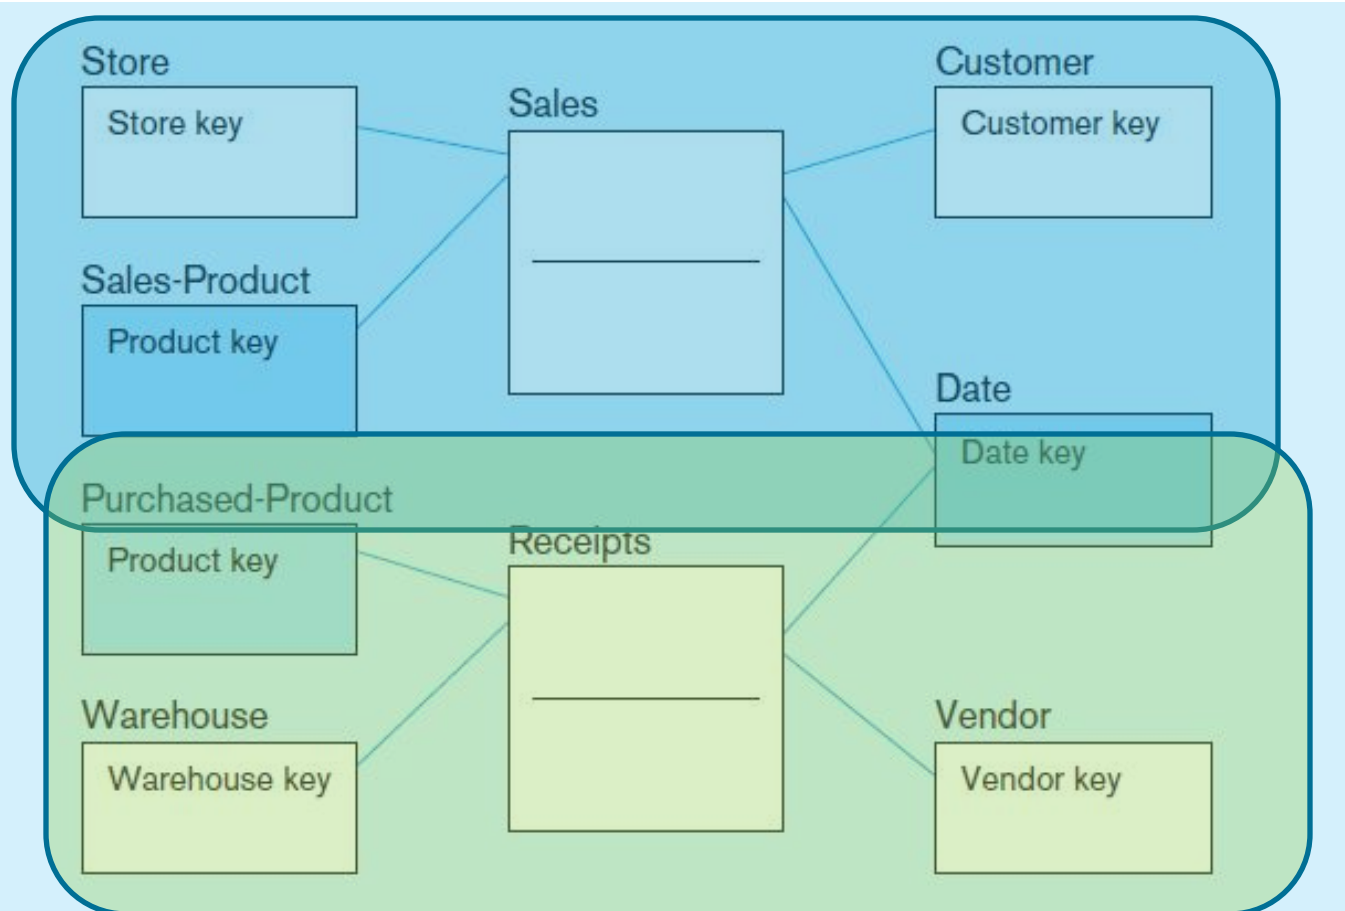 Store
Store key
Sales
Customer
Customer key
Sales-Product
Product key
Date
Date key
Purchased-Product
Product key
Receipts
Warehouse
Warehouse key
Vendor
Vendor key